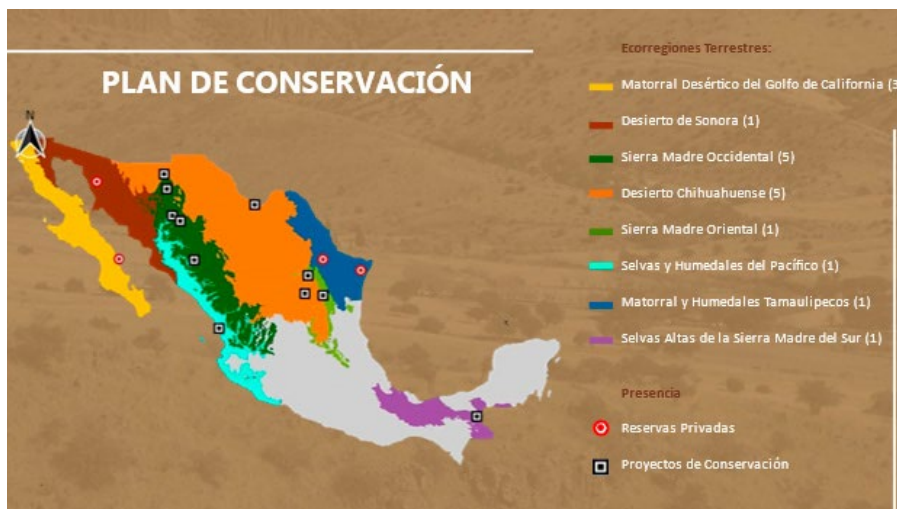 PLAN DE CONSERVACIÓN
N
Ecorregiones Terrestres:
Matorral Desértico del Golfo de California (3
Desierto de Sonora (1)
Sierra Madre Occidental (5)
Desierto Chihuahuense (5)
Sierra Madre Oriental (1)
Selvas y Humedales del Pacífico (1)
Matorral y Humedales Tamaulipecos (1)
Selvas Altas de la Sierra Madre del Sur (1)
Presencia
Reservas Privadas
Proyectos de Conservación